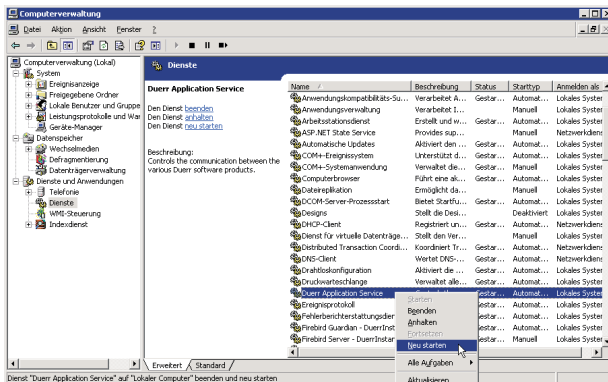 Computerverwaltung
Datei Aktion Ansicht Fenster ?
Computerverwaltung (Lokal)
System
Ereignisanzeige
Freigegebene Ordner
Lokale Benutzer und Gruppe
Leistungsprotokolle und War
Geräte-Manager
Datenspeicher
Wechselmedien
Defragmentierung
Datenträgerverwaltung
Dienste und Anwendungen
Telefonie
Dienste
WMI-Steuerung
Indexdienst
Dienste
Duerr Application Service
Den Dienst beenden
Den Dienst anhalten
Den Dienst neu starten
Beschreibung:
Controls the communication between the
various Duerr software products.
Name Beschreibung Status Starttyp Anmelden als
Anwendungskompatibilitäts-Su... Verarbeitet A... Gestar... Automat... Lokales System
Anwendungsverwaltung Verarbeitet I... Manuell Lokales System
Arbeitsstationsdienst Erstellt und w... Gestar... Automat... Lokales System
ASP.NET State Service Provides sup... Manuell Netzwerkdiens
Automatische Updates Aktiviert den ... Gestar... Automat... Lokales System
COM+-Ereignissystem Unterstützt d... Gestar... Automat... Lokales System
COM+-Systemanwendung Verwaltet die... Gestar... Manuell Lokales System
Computerbrowser Führt eine ak... Gestar... Automat... Lokales System
Dateireplikation Ermöglicht da... Manuell Lokales System
DCOM-Server-Prozessstart Bietet Startfu... Gestar... Automat... Lokales System
Designs Stellt die Desi... Deaktiviert Lokales System
DHCP-Client Registriert un... Gestar... Automat... Netzwerkdiens
Dienst für virtuelle Datenträge... Stellt den Ver... Manuell Lokales System
Distributed Transaction Coordi... Koordiniert Tr... Gestar... Automat... Netzwerkdiens
DNS-Client Wertet DNS-... Gestar... Automat... Netzwerkdiens
Drahtloskonfiguration Aktiviert die ... Gestar... Automat... Lokales System
Druckwarteschlange Verwaltet alle... Gestar... Automat... Lokales System
Duerr Application Service Gestar... Automat... Lokales System
Ereignisprotokoll Gestar... Automat... Lokales System
Fehlerberichterstattungsdien Gestar... Automat... Lokales System
Firebird Guardian - DuerrInst Gestar... Automat... Lokales System
Firebird Server - DuerrInstan Gestar... Manuell Lokales System
Starten
Beenden
Anhalten
Fortsetzen
Neu starten
Alle Aufgaben
Aktualisieren
Erweitert Standard
Dienst "Duerr Application Service" auf "Lokaler Computer" beenden und neu starten